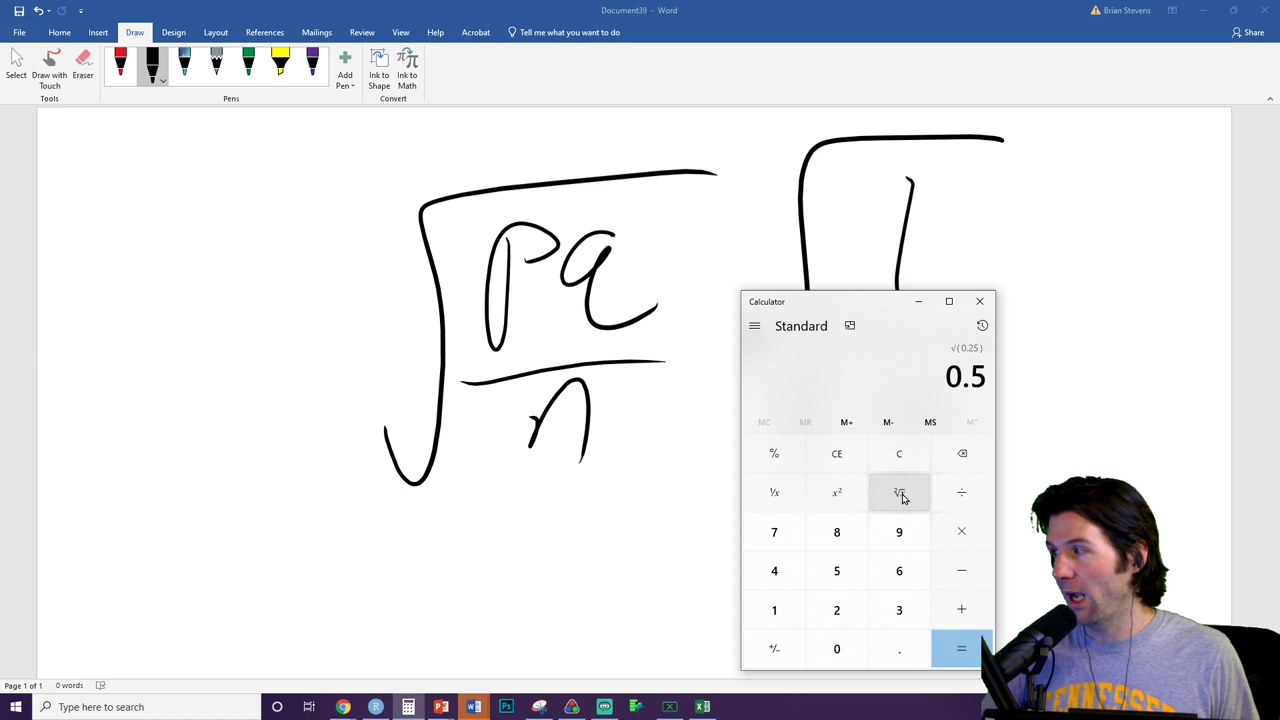 Document39 - Word
Brian Stevens
File Home Insert Draw Design Layout References Mailings Review View Help Acrobat Tell me what you want to do Share
Select Draw with Touch Eraser Add Pen Ink to Shape Ink to Math
Tools Pens Convert
pq
n
Calculator
Standard
√(0.25)
0.5
MC MR M+ M- MS M˅
% CE C
⅟x x² ²√x ÷
7 8 9 ×
4 5 6 −
1 2 3 +
+/- 0 . =
TENNESSEE
Page 1 of 1 0 words
Type here to search